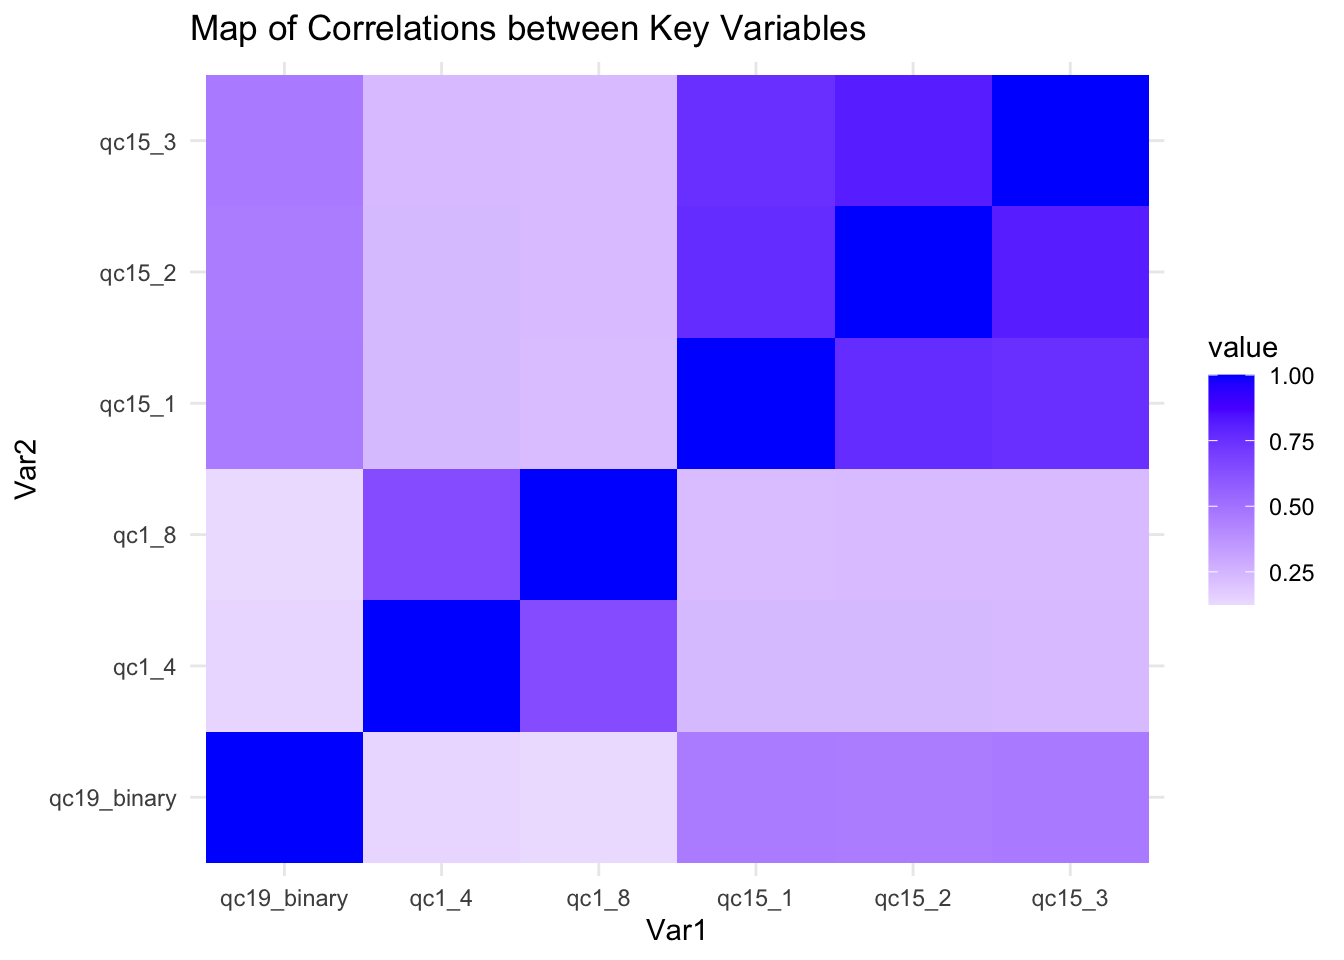 Map of Correlations between Key Variables
qc15_3
qc15_2
qc15_1
qc1_8
qc1_4
qc19_binary
Var2
qc19_binary qc1_4 qc1_8 qc15_1 qc15_2 qc15_3
Var1
value
1.00
0.75
0.50
0.25